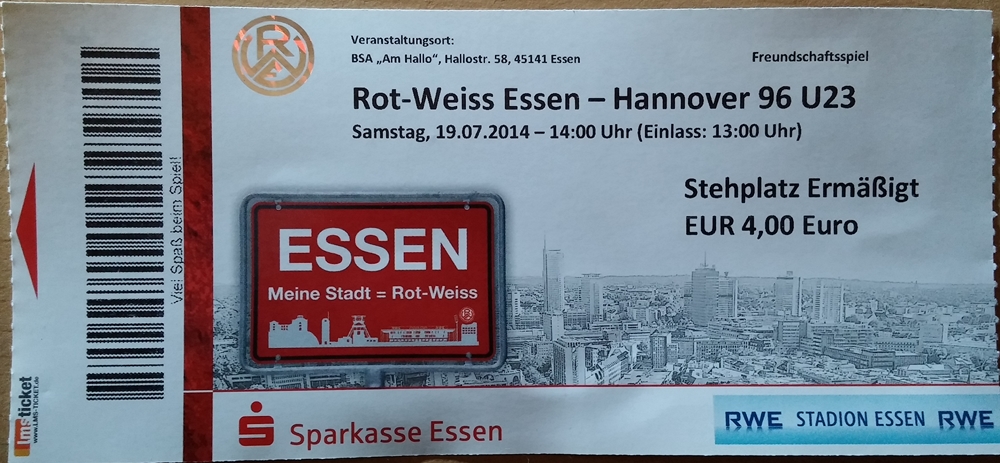 Veranstaltungsort:
BSA „Am Hallo“, Hallostr. 58, 45141 Essen
Freundschaftsspiel
Rot-Weiss Essen – Hannover 96 U23
Samstag, 19.07.2014 – 14:00 Uhr (Einlass: 13:00 Uhr)
Stehplatz Ermäßigt
EUR 4,00 Euro
ESSEN
Meine Stadt = Rot-Weiss
Viel Spaß beim Spiel!
lmsticket
WWW.LMS-TICKET.de
RWE
Sparkasse Essen
RWE STADION ESSEN RWE